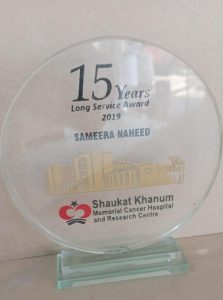 15 Years
Long Service Award
2019
SAMEERA NAHEED
Shaukat Khanum
Memorial Cancer Hospital
and Research Centre